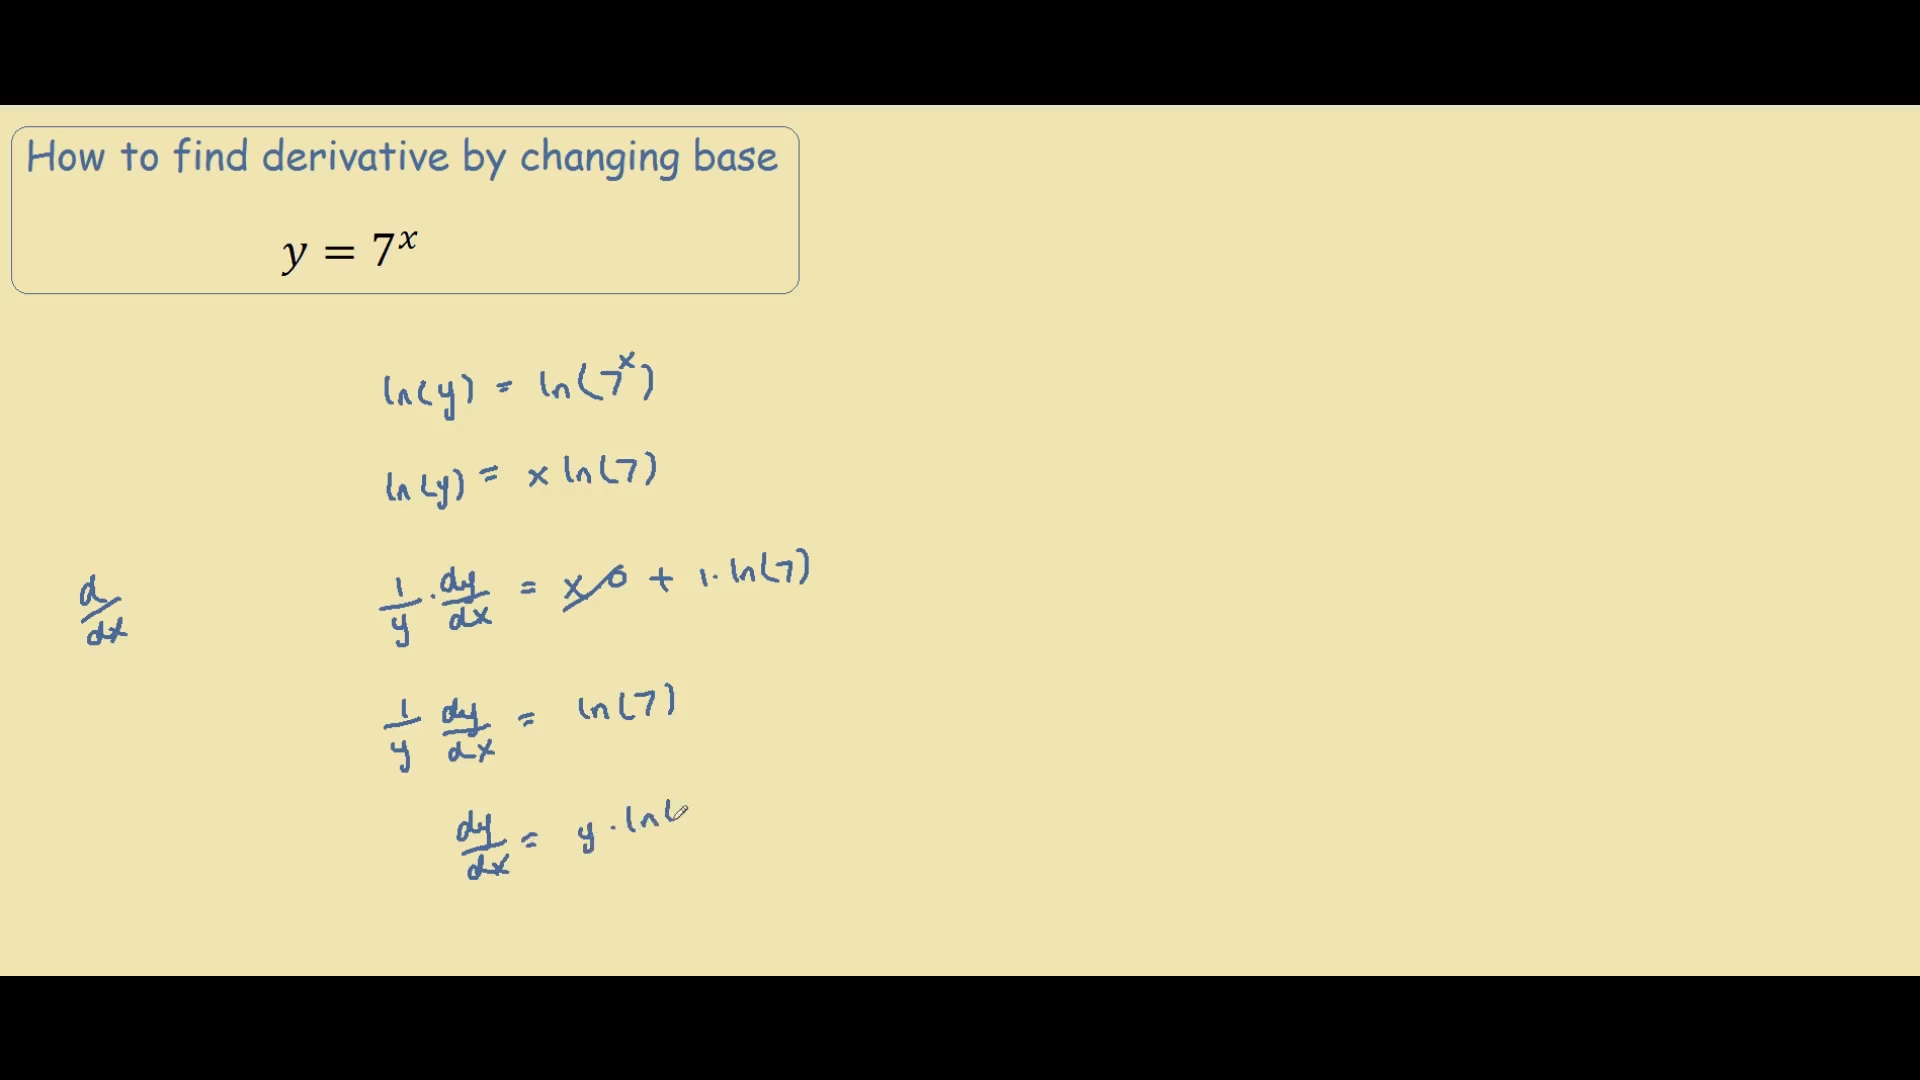 How to find derivative by changing base
y = 7^x
ln(y) = ln(7^x)
ln(y) = x ln(7)
d/dx 1/y · dy/dx = x·0 + 1·ln(7)
1/y dy/dx = ln(7)
dy/dx = y · ln(